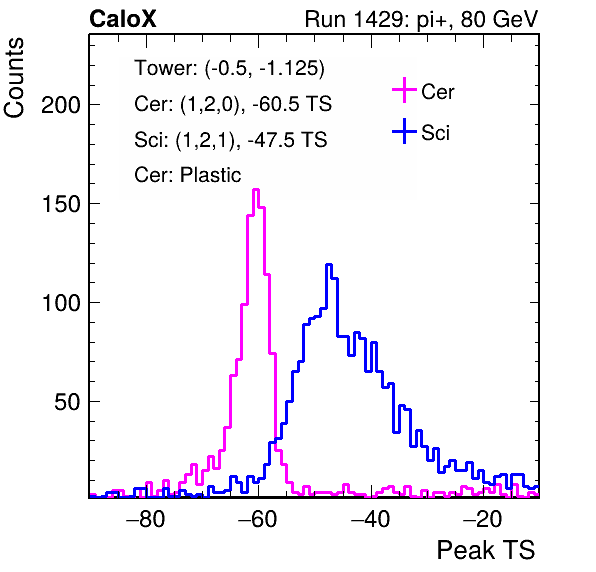 CaloX Run 1429: pi+, 80 GeV
Counts
Tower: (-0.5, -1.125)
Cer: (1,2,0), -60.5 TS
Sci: (1,2,1), -47.5 TS
Cer: Plastic
Cer
Sci
200
150
100
50
−80 −60 −40 −20
Peak TS